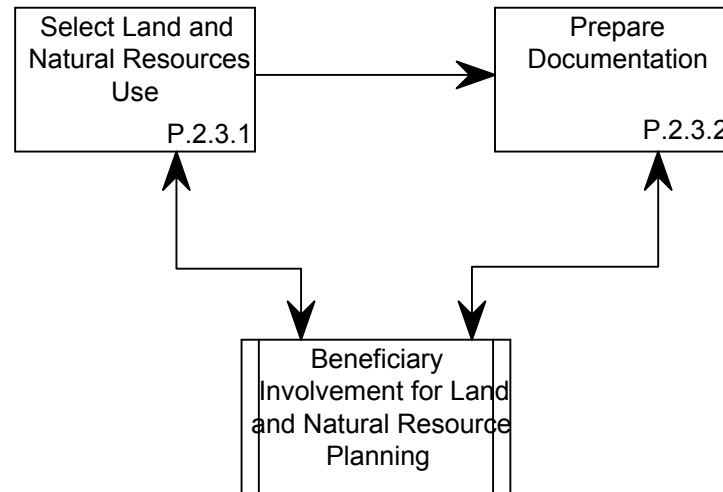 Select Land and
Natural Resources
Use
P.2.3.1
Prepare
Documentation
P.2.3.2
Beneficiary
Involvement for Land
and Natural Resource
Planning